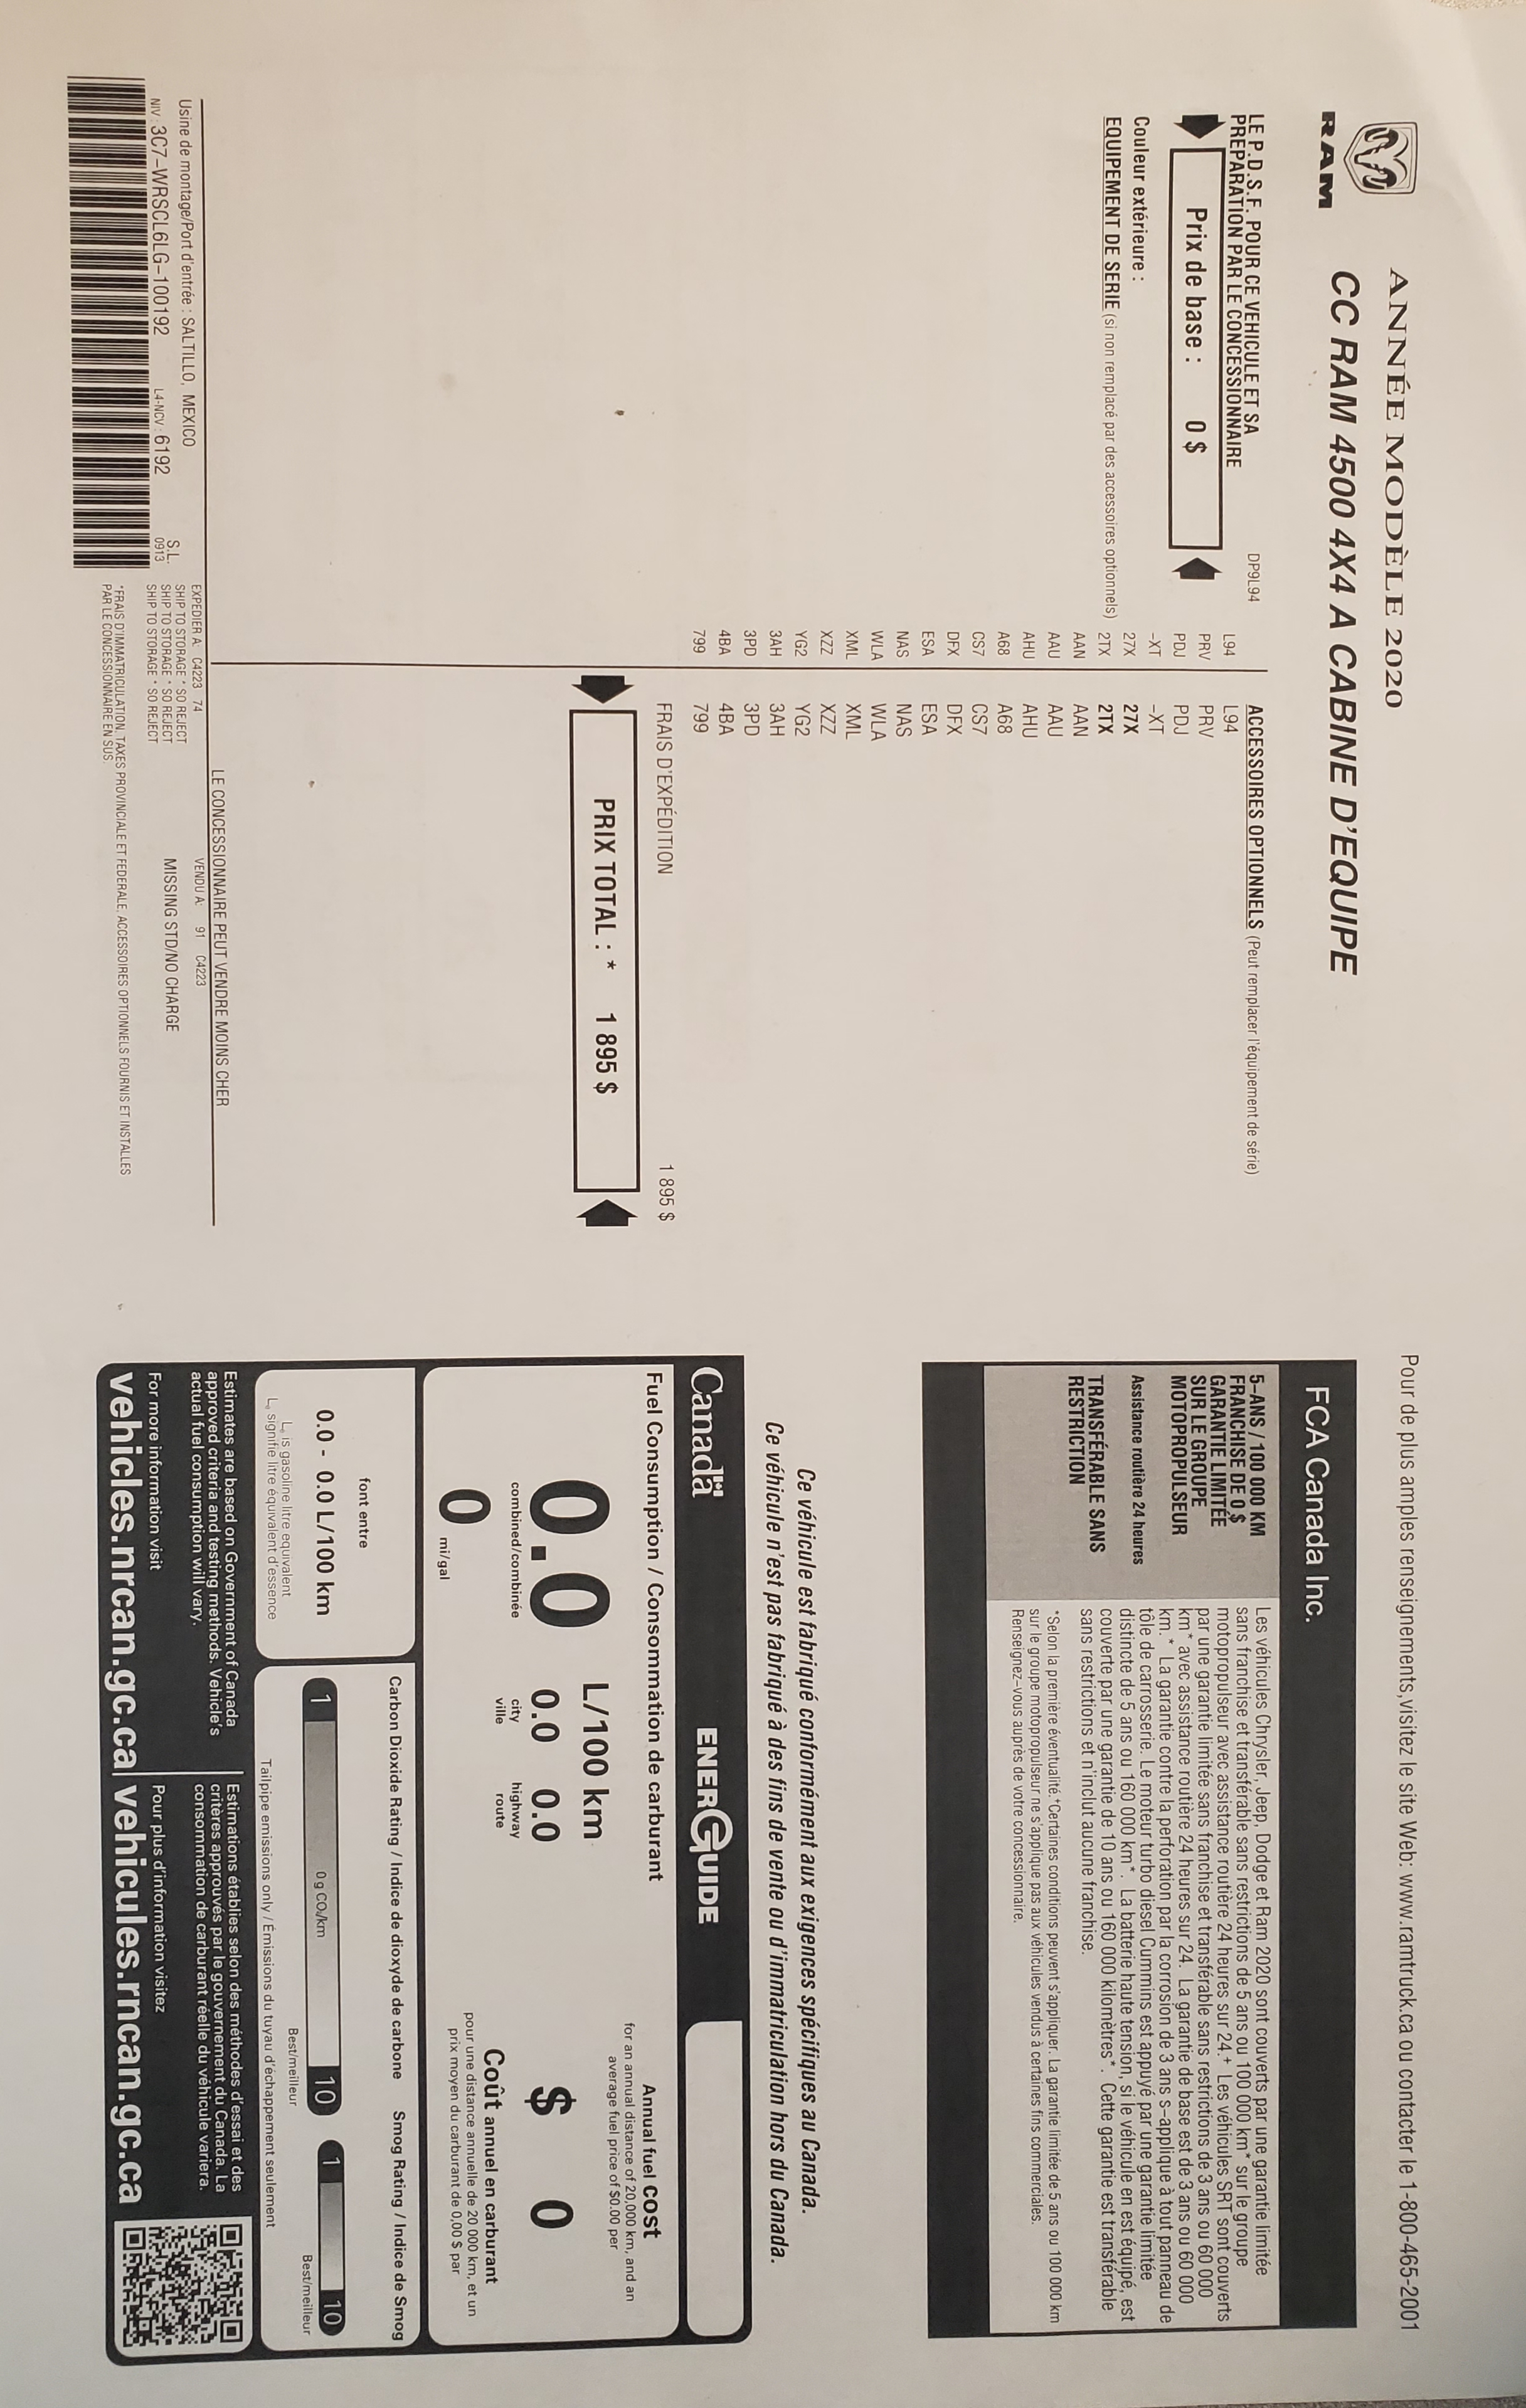 RAM
ANNÉE MODÈLE 2020
CC RAM 4500 4X4 A CABINE D'EQUIPE
LE P.D.S.F. POUR CE VEHICULE ET SA
PREPARATION PAR LE CONCESSIONNAIRE
DP9L94
Prix de base : 0 $
Couleur extérieure :
EQUIPEMENT DE SERIE (si non remplacé par des accessoires optionnels)
L94
PRV
PDJ
–XT
27X
2TX
AAN
AAU
AHU
A68
CS7
DFX
ESA
NAS
WLA
XML
XZZ
YG2
3AH
3PD
4BA
799
ACCESSOIRES OPTIONNELS (Peut remplacer l'équipement de série)
L94
PRV
PDJ
–XT
27X
2TX
AAN
AAU
AHU
A68
CS7
DFX
ESA
NAS
WLA
XML
XZZ
YG2
3AH
3PD
4BA
799
FRAIS D'EXPÉDITION 1 895 $
PRIX TOTAL : * 1 895 $
LE CONCESSIONNAIRE PEUT VENDRE MOINS CHER
Usine de montage/Port d'entrée : SALTILLO, MEXICO
NIV : 3C7–WRSCL6LG–100192 L4-NCV : 6192
S.L.
0913
EXPEDIER A: C4223 74
SHIP TO STORAGE * SO REJECT
SHIP TO STORAGE * SO REJECT
SHIP TO STORAGE * SO REJECT
VENDU A: 91 C4223
MISSING STD/NO CHARGE
*FRAIS D'IMMATRICULATION, TAXES PROVINCIALE ET FEDERALE, ACCESSOIRES OPTIONNELS FOURNIS ET INSTALLES
PAR LE CONCESSIONNAIRE EN SUS.
Pour de plus amples renseignements,visitez le site Web: www.ramtruck.ca ou contacter le 1-800-465-2001
FCA Canada Inc.
5–ANS / 100 000 KM
FRANCHISE DE 0 $
GARANTIE LIMITÉE
SUR LE GROUPE
MOTOPROPULSEUR
Assistance routière 24 heures
TRANSFÉRABLE SANS
RESTRICTION
Les véhicules Chrysler, Jeep, Dodge et Ram 2020 sont couverts par une garantie limitée
sans franchise et transférable sans restrictions de 5 ans ou 100 000 km* sur le groupe
motopropulseur avec assistance routière 24 heures sur 24.+ Les véhicules SRT sont couverts
par une garantie limitée sans franchise et transférable sans restrictions de 3 ans ou 60 000
km* avec assistance routière 24 heures sur 24. La garantie de base est de 3 ans ou 60 000
km.* La garantie contre la perforation par la corrosion de 3 ans s–applique à tout panneau de
tôle de carrosserie. Le moteur turbo diesel Cummins est appuyé par une garantie limitée
distincte de 5 ans ou 160 000 km*. La batterie haute tension, si le véhicule en est équipé, est
couverte par une garantie de 10 ans ou 160 000 kilomètres*. Cette garantie est transférable
sans restrictions et n'inclut aucune franchise.
*Selon la première éventualité.+Certaines conditions peuvent s'appliquer. La garantie limitée de 5 ans ou 100 000 km
sur le groupe motopropulseur ne s'applique pas aux véhicules vendus à certaines fins commerciales.
Renseignez–vous auprès de votre concessionnaire.
Ce véhicule est fabriqué conformément aux exigences spécifiques au Canada.
Ce véhicule n'est pas fabriqué à des fins de vente ou d'immatriculation hors du Canada.
Canada ENERGUIDE
Fuel Consumption / Consommation de carburant
0.0
combined/combinée
L/100 km
0.0 0.0
city highway
ville route
0 mi/gal
Annual fuel COST
for an annual distance of 20,000 km, and an
average fuel price of $0.00 per
$ 0
Coût annuel en carburant
pour une distance annuelle de 20 000 km, et un
prix moyen du carburant de 0,00 $ par
font entre
0.0 - 0.0 L/100 km
Le is gasoline litre equivalent
Le signifie litre équivalent d'essence
Carbon Dioxide Rating / Indice de dioxyde de carbone
1 0 g CO2/km 10
Best/meilleur
Smog Rating / Indice de Smog
1 10
Best/meilleur
Tailpipe emissions only / Émissions du tuyau d'échappement seulement
Estimates are based on Government of Canada
approved criteria and testing methods. Vehicle's
actual fuel consumption will vary.
For more information visit
vehicles.nrcan.gc.ca
Estimations établies selon des méthodes d'essai et des
critères approuvés par le gouvernement du Canada. La
consommation de carburant réelle du véhicule variera.
Pour plus d'information visitez
vehicules.rncan.gc.ca